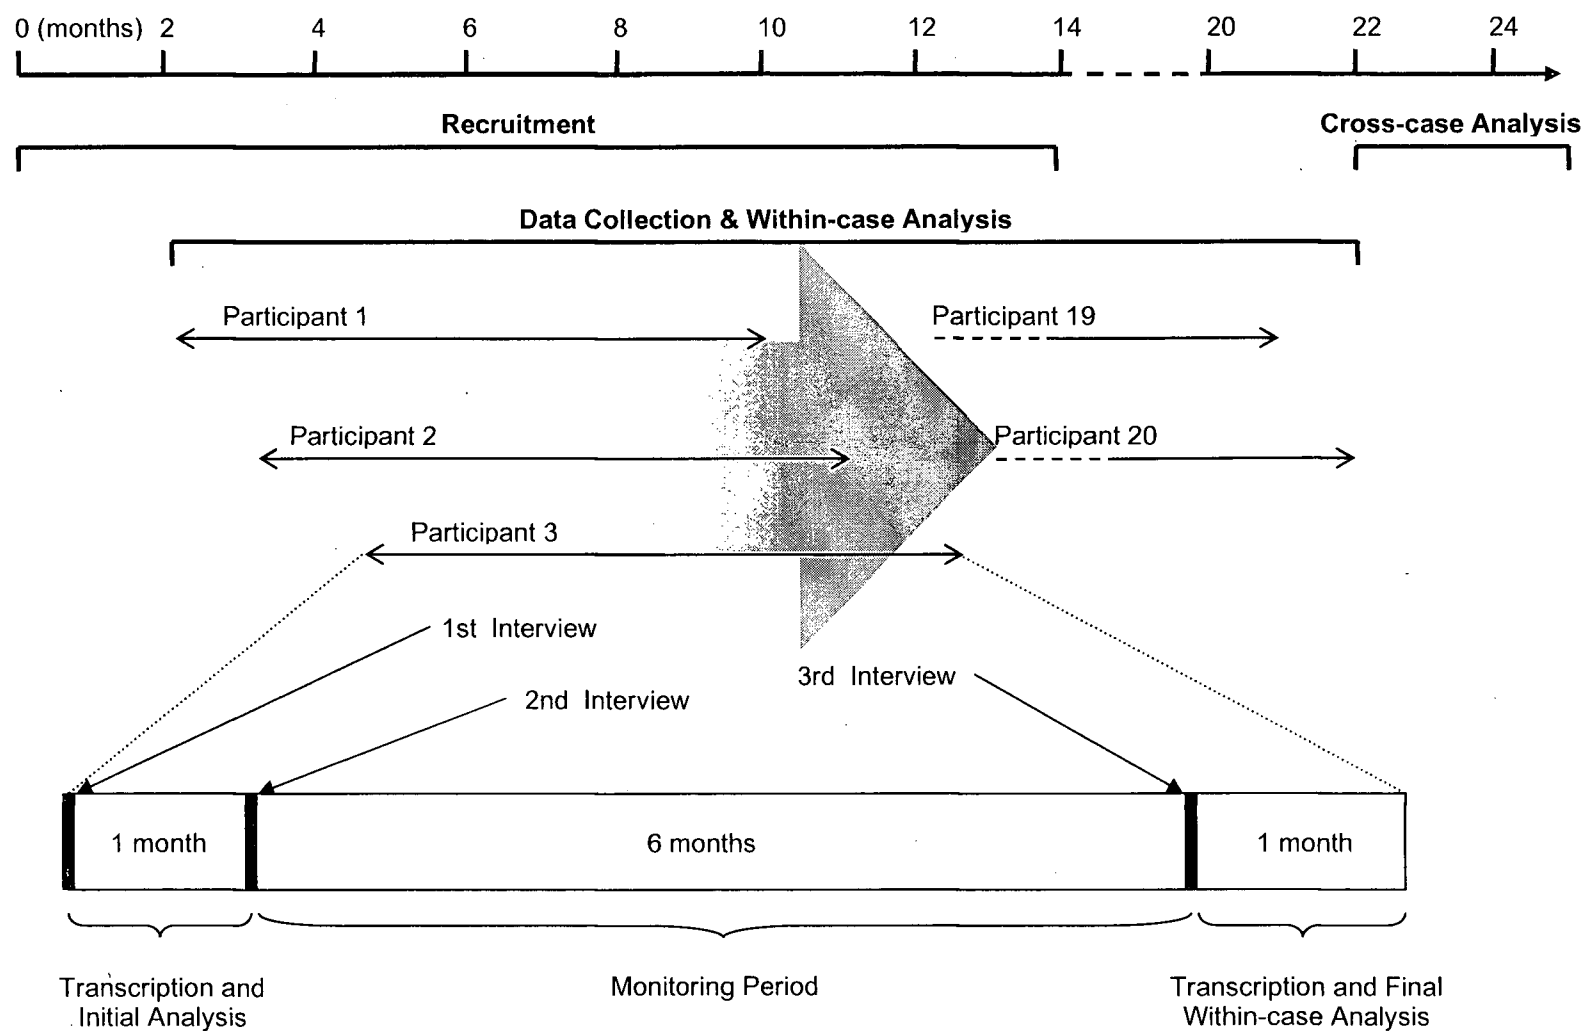 0 (months) 2 4 6 8 10 12 14 20 22 24
Recruitment
Cross-case Analysis
Data Collection & Within-case Analysis
Participant 1
Participant 19
Participant 2
Participant 20
Participant 3
1st Interview
3rd Interview
2nd Interview
1 month
6 months
1 month
Transcription and
Initial Analysis
Monitoring Period
Transcription and Final
Within-case Analysis